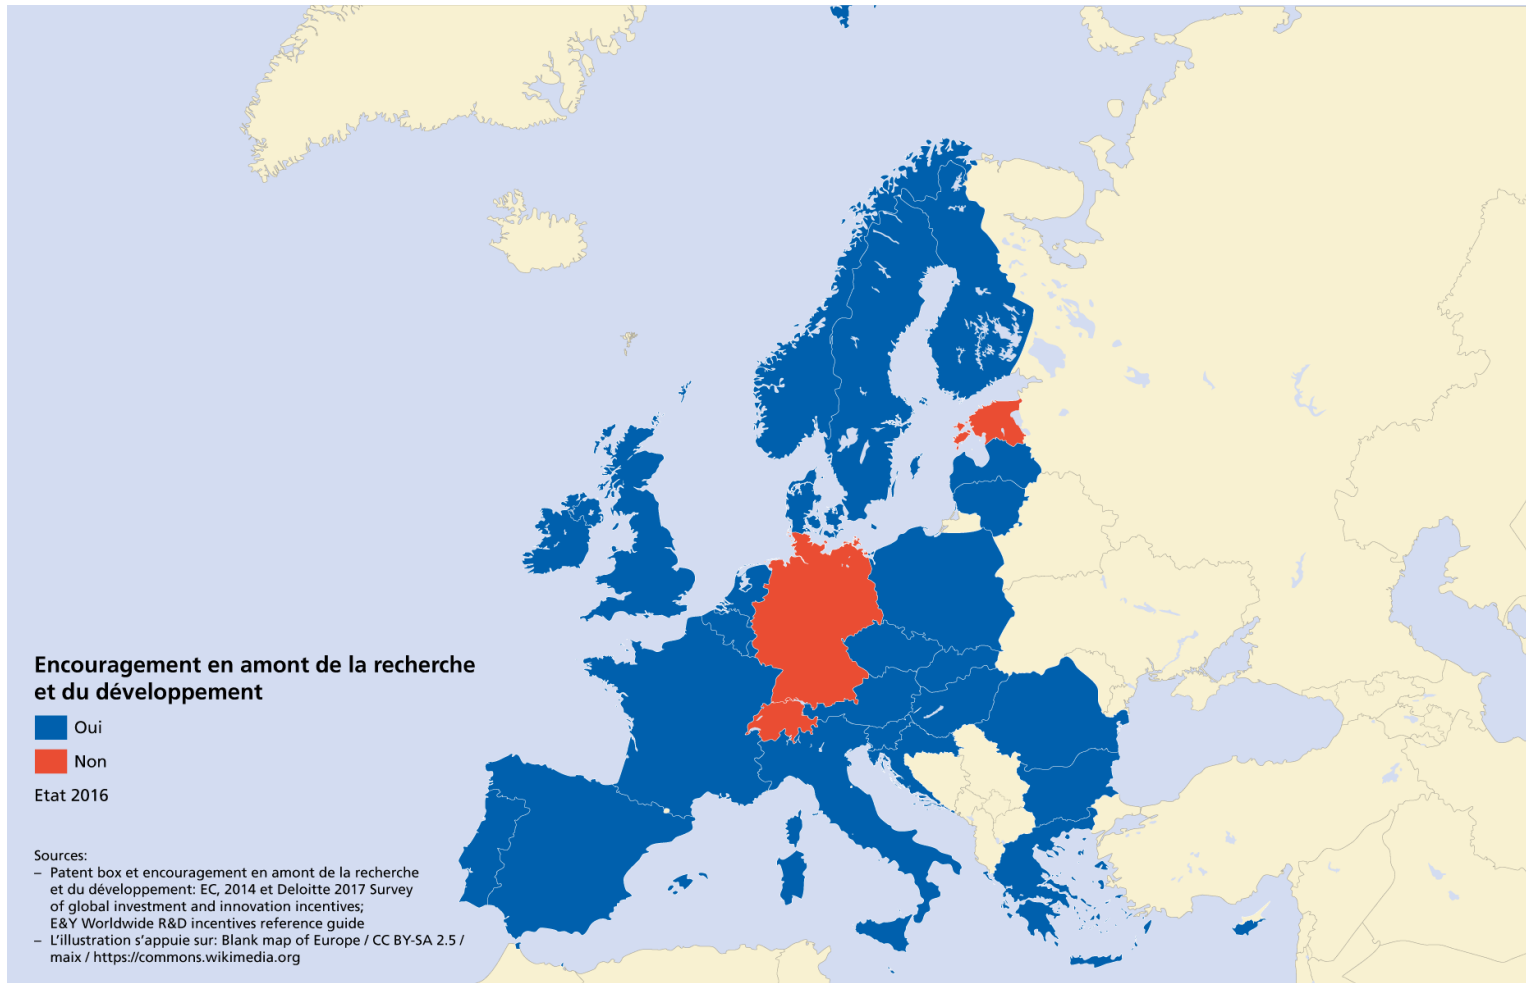 Encouragement en amont de la recherche
et du développement
Oui
Non
Etat 2016
Sources:
– Patent box et encouragement en amont de la recherche
et du développement: EC, 2014 et Deloitte 2017 Survey
of global investment and innovation incentives;
E&Y Worldwide R&D incentives reference guide
– L’illustration s’appuie sur: Blank map of Europe / CC BY-SA 2.5 /
maix / https://commons.wikimedia.org